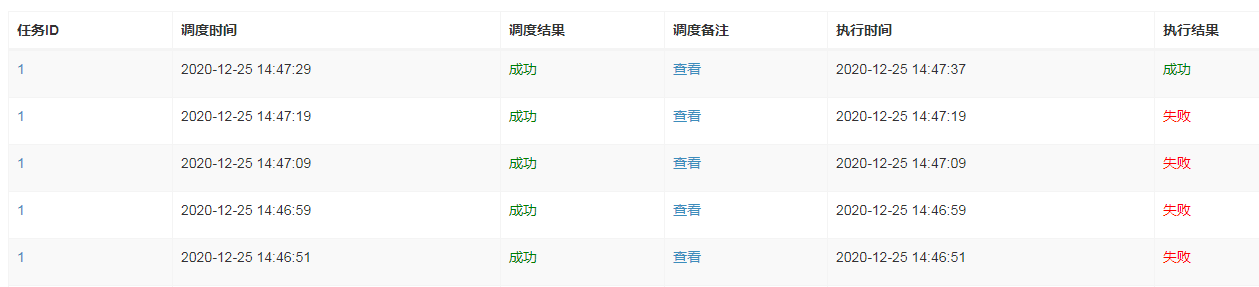 任务ID 调度时间 调度结果 调度备注 执行时间 执行结果
1 2020-12-25 14:47:29 成功 查看 2020-12-25 14:47:37 成功
1 2020-12-25 14:47:19 成功 查看 2020-12-25 14:47:19 失败
1 2020-12-25 14:47:09 成功 查看 2020-12-25 14:47:09 失败
1 2020-12-25 14:46:59 成功 查看 2020-12-25 14:46:59 失败
1 2020-12-25 14:46:51 成功 查看 2020-12-25 14:46:51 失败